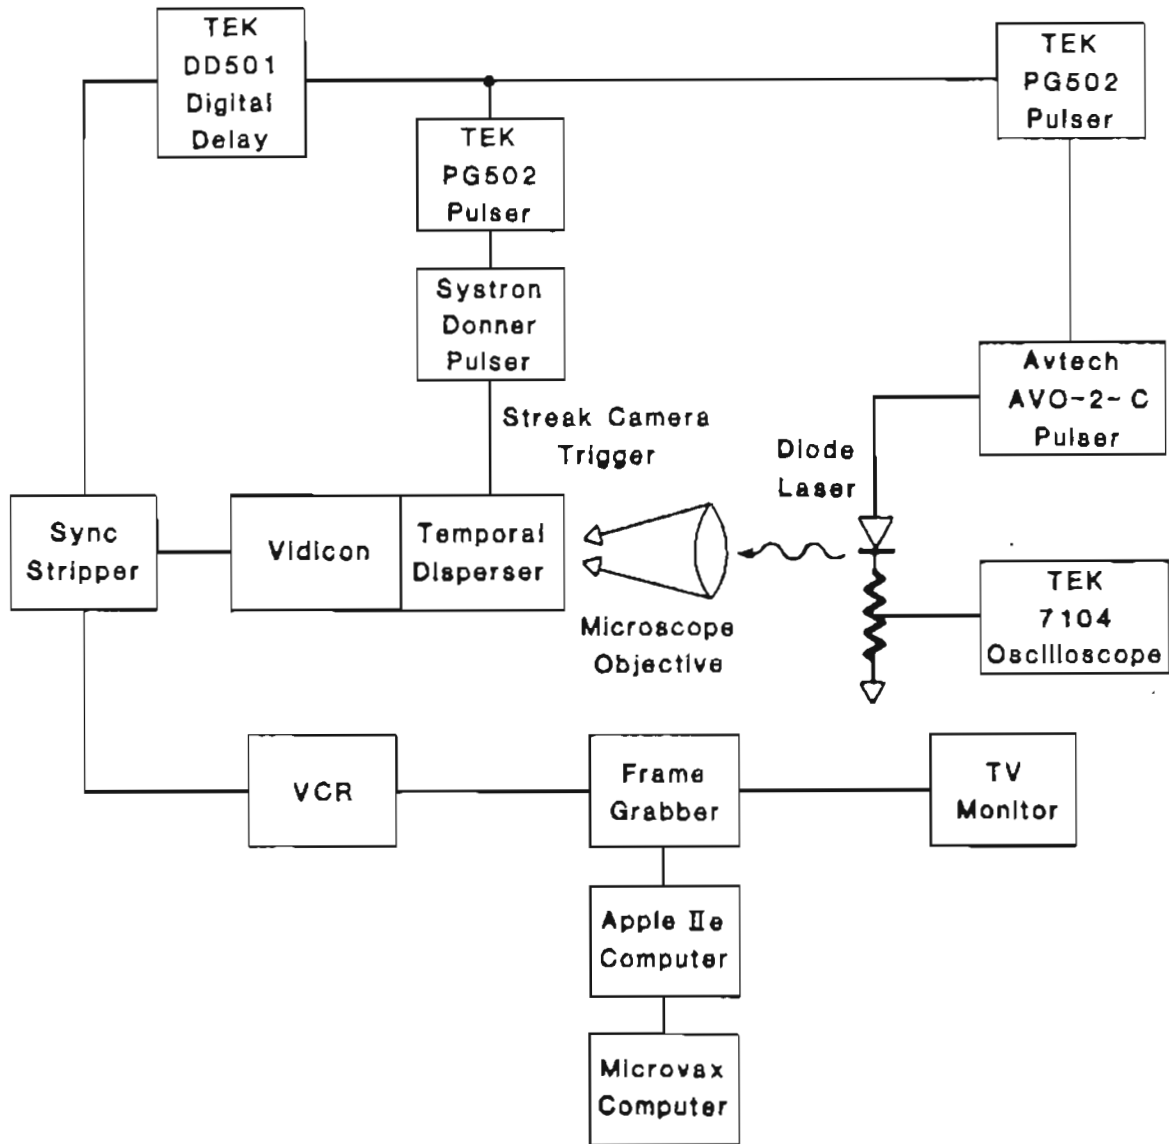 TEK
DD501
Digital
Delay
TEK
PG502
Pulser
TEK
PG502
Pulser
Systron
Donner
Pulser
Avtech
AVO-2-C
Pulser
Streak Camera
Trigger
Diode
Laser
Sync
Stripper
Vidicon
Temporal
Disperser
Microscope
Objective
TEK
7104
Oscilloscope
VCR
Frame
Grabber
TV
Monitor
Apple IIe
Computer
Microvax
Computer